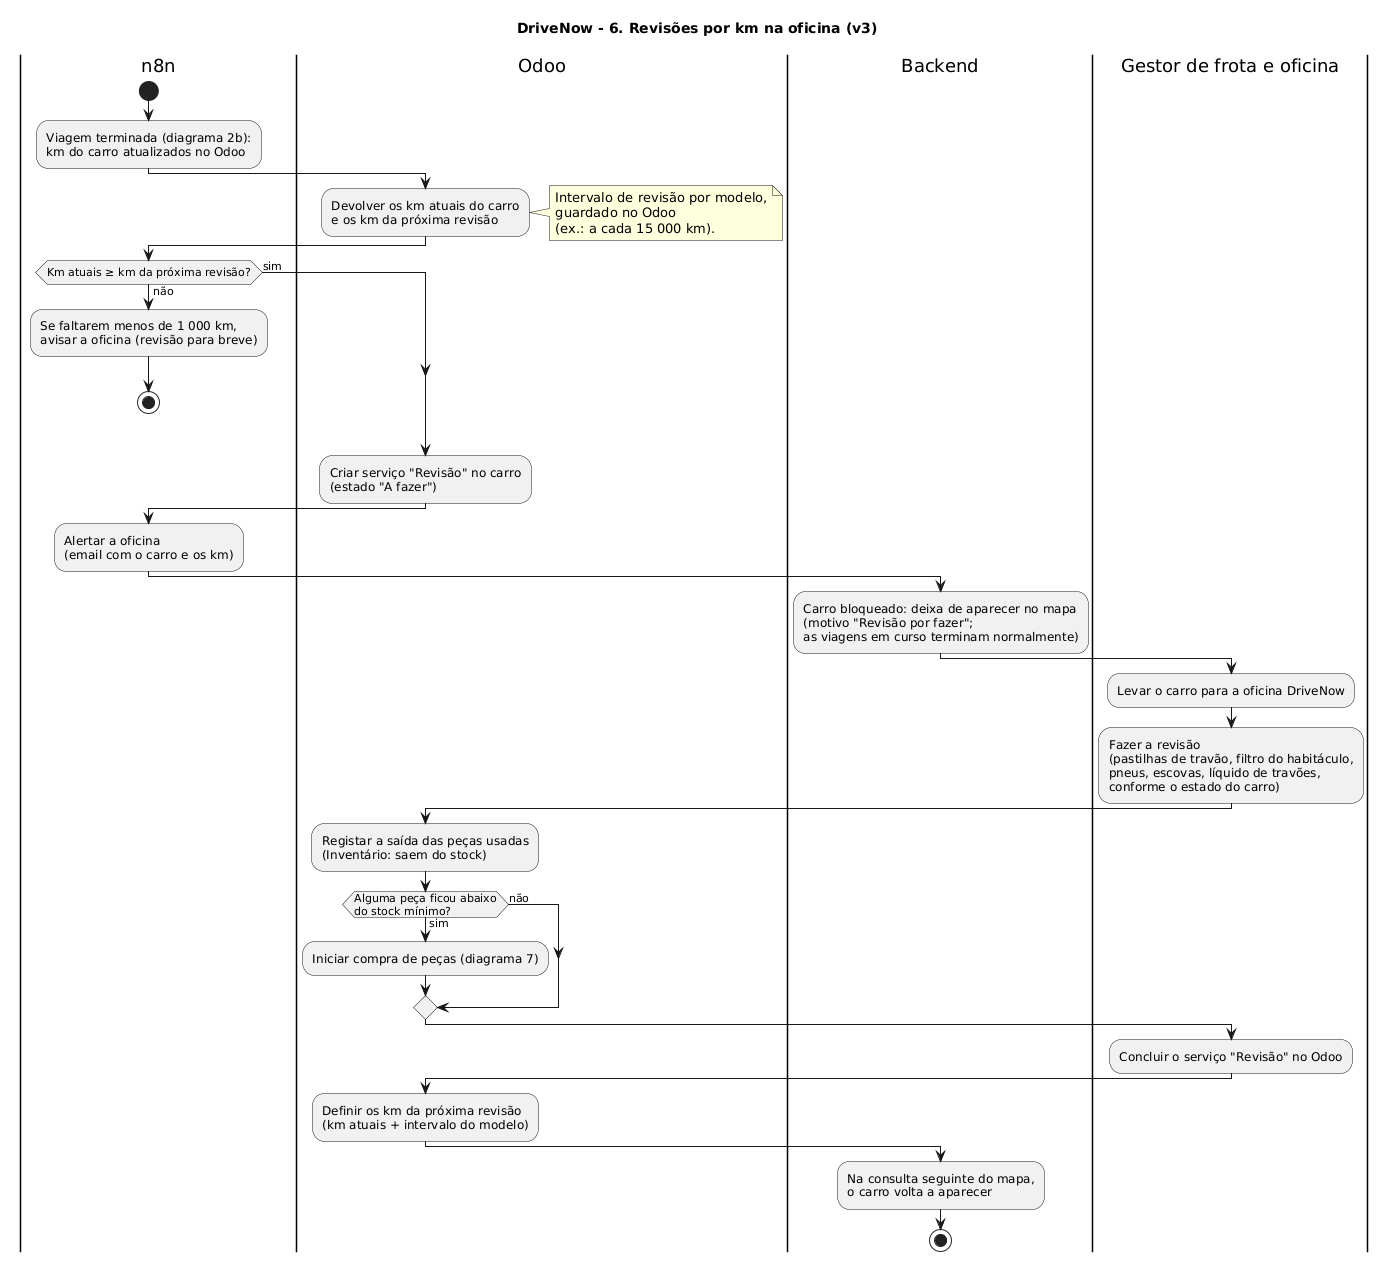 DriveNow - 6. Revisões por km na oficina (v3)
n8n
Odoo
Backend
Gestor de frota e oficina
Viagem terminada (diagrama 2b):
km do carro atualizados no Odoo
Devolver os km atuais do carro
e os km da próxima revisão
Intervalo de revisão por modelo,
guardado no Odoo
(ex.: a cada 15 000 km).
Km atuais ≥ km da próxima revisão?
sim
não
Se faltarem menos de 1 000 km,
avisar a oficina (revisão para breve)
Criar serviço "Revisão" no carro
(estado "A fazer")
Alertar a oficina
(email com o carro e os km)
Carro bloqueado: deixa de aparecer no mapa
(motivo "Revisão por fazer";
as viagens em curso terminam normalmente)
Levar o carro para a oficina DriveNow
Fazer a revisão
(pastilhas de travão, filtro do habitáculo,
pneus, escovas, líquido de travões,
conforme o estado do carro)
Registar a saída das peças usadas
(Inventário: saem do stock)
Alguma peça ficou abaixo
do stock mínimo?
não
sim
Iniciar compra de peças (diagrama 7)
Concluir o serviço "Revisão" no Odoo
Definir os km da próxima revisão
(km atuais + intervalo do modelo)
Na consulta seguinte do mapa,
o carro volta a aparecer